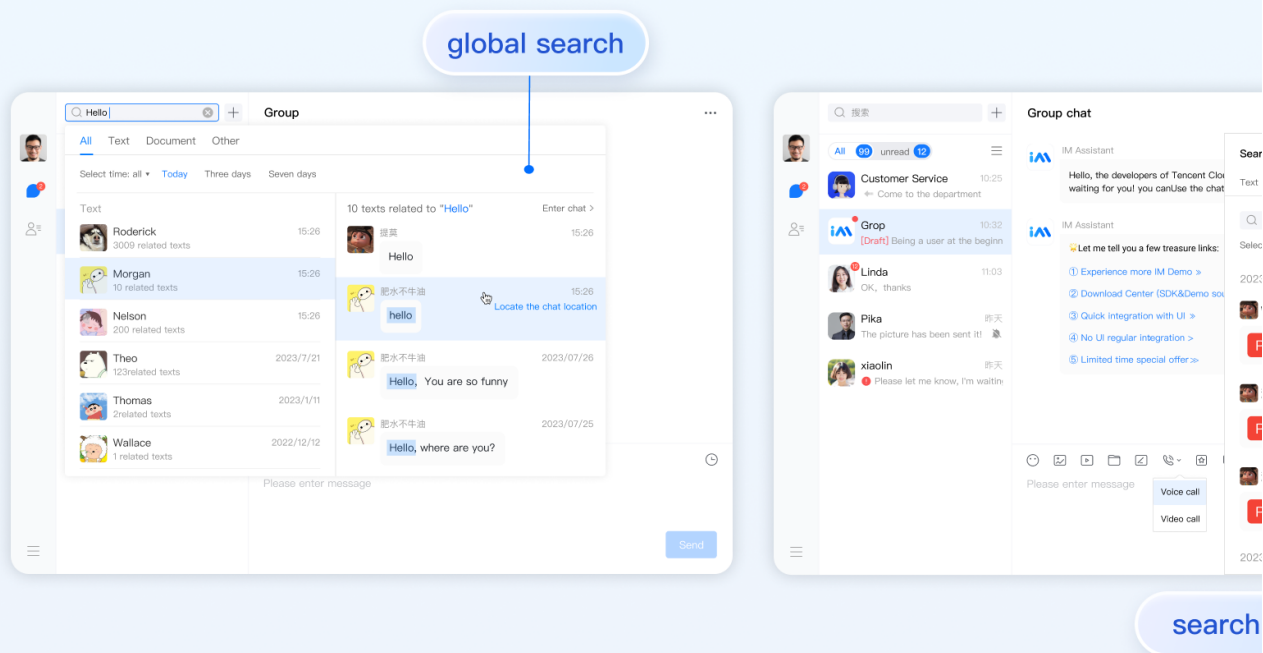 global search
Hello
Group
All Text Document Other
Select time: all Today Three days Seven days
Text
Roderick 15:26
3009 related texts
Morgan 15:26
10 related texts
Nelson 15:26
200 related texts
Theo 2023/7/21
123related texts
Thomas 2023/1/11
2related texts
Wallace 2022/12/12
1 related texts
10 texts related to "Hello" Enter chat >
提莫 15:26
Hello
肥水不牛油 15:26
Locate the chat location
hello
肥水不牛油 2023/07/26
Hello, You are so funny
肥水不牛油 2023/07/25
Hello, where are you?
Please enter message
Send
2
搜索
Group chat
All 99 unread 12
2
Customer Service 10:25
Come to the department
Grop 10:32
[Draft] Being a user at the beginn
Linda 11:03
OK, thanks
Pika 昨天
The picture has been sent it!
xiaolin 昨天
Please let me know, I'm waitin
IM Assistant
Hello, the developers of Tencent Clou
waiting for you! you canUse the chat
IM Assistant
Let me tell you a few treasure links:
① Experience more IM Demo »
② Download Center (SDK&Demo sou
③ Quick integration with UI »
④ No UI regular integration >
⑤ Limited time special offer >>
Please enter message
Voice call
Video call
Sear
Text
Selec
2023
2023
search